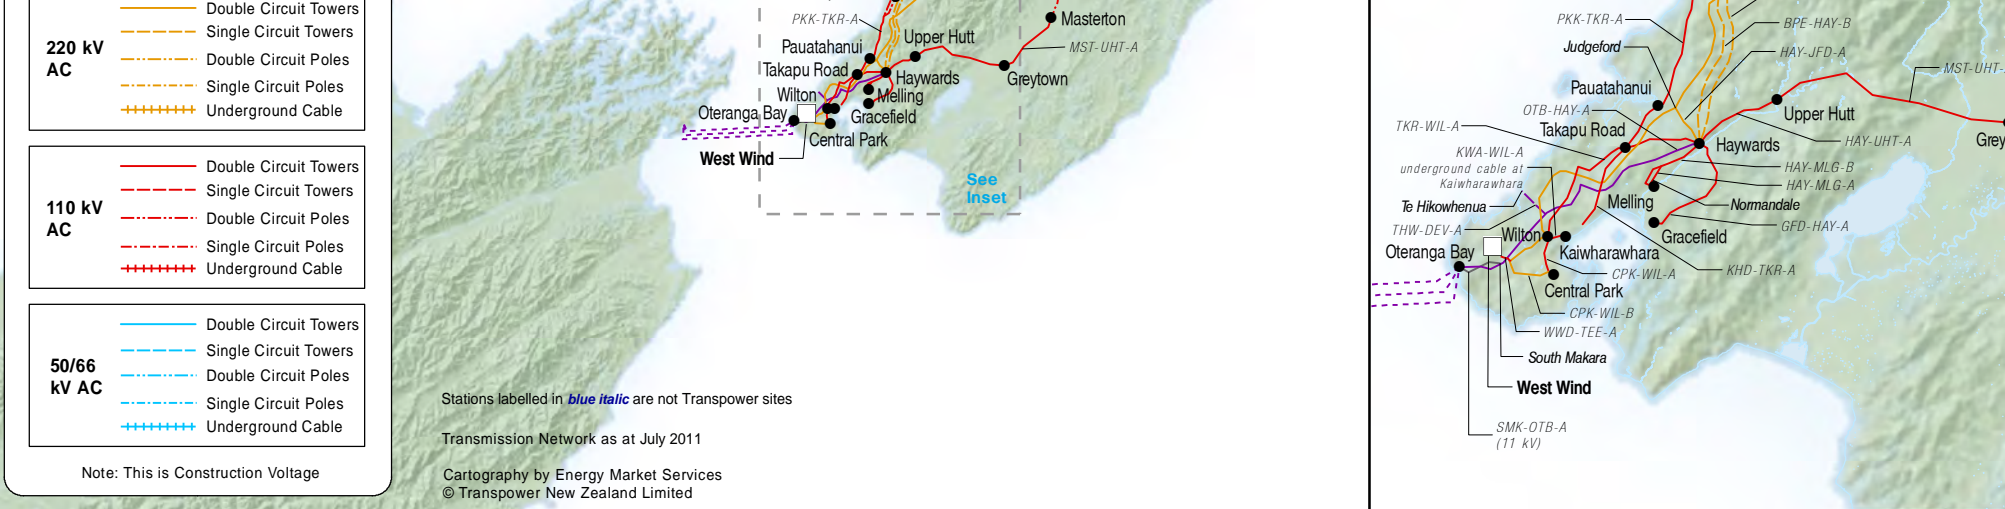 Double Circuit Towers
220 kV
AC
Single Circuit Towers
Double Circuit Poles
Single Circuit Poles
Underground Cable
110 kV
AC
Double Circuit Towers
Single Circuit Towers
Double Circuit Poles
Single Circuit Poles
Underground Cable
50/66
kV AC
Double Circuit Towers
Single Circuit Towers
Double Circuit Poles
Single Circuit Poles
Underground Cable
Note: This is Construction Voltage
PKK-TKR-A
Masterton
Upper Hutt
MST-UHT-A
Pauatahanui
Takapu Road
Haywards
Greytown
Wilton
Melling
Oteranga Bay
Gracefield
Central Park
West Wind
See
Inset
Stations labelled in blue italic are not Transpower sites
Transmission Network as at July 2011
Cartography by Energy Market Services
© Transpower New Zealand Limited
PKK-TKR-A
BPE-HAY-B
Judgeford
HAY-JFD-A
MST-UHT-
Pauatahanui
OTB-HAY-A
Upper Hutt
TKR-WIL-A
Takapu Road
Haywards
HAY-UHT-A
Grey
KWA-WIL-A
underground cable at
Kaiwharawhara
HAY-MLG-B
HAY-MLG-A
Te Hikowhenua
Melling
Normandale
THW-DEV-A
Wilton
Gracefield
GFD-HAY-A
Oteranga Bay
Kaiwharawhara
CPK-WIL-A
KHD-TKR-A
Central Park
CPK-WIL-B
WWD-TEE-A
South Makara
West Wind
SMK-OTB-A
(11 kV)